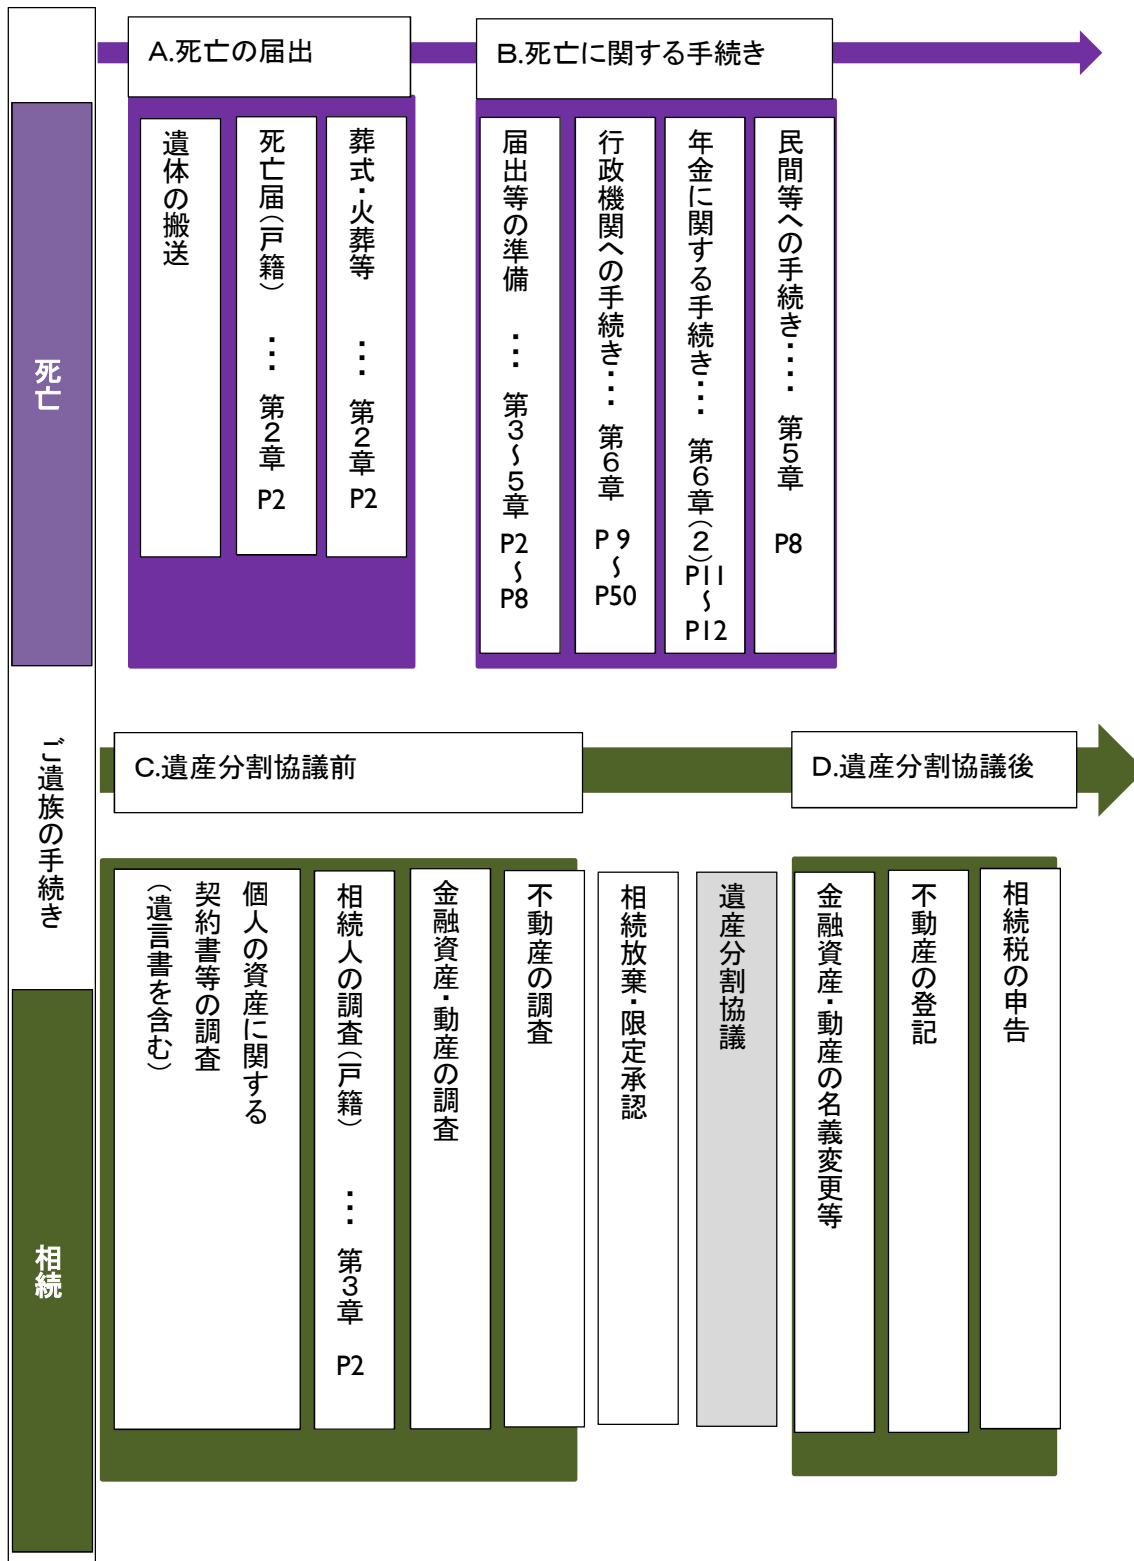 死亡
ご遺族の手続き
相続
A.死亡の届出
遺体の搬送
死亡届(戸籍) ・・・ 第2章 P2
葬式・火葬等 ・・・ 第2章 P2
B.死亡に関する手続き
届出等の準備 ・・・ 第3~5章 P2~P8
行政機関への手続き・・・ 第6章 P9~P50
年金に関する手続き・・・ 第6章(2) P11~P12
民間等への手続き・・・・ 第5章 P8
C.遺産分割協議前
個人の資産に関する
契約書等の調査
(遺言書を含む)
相続人の調査(戸籍) ・・・ 第3章 P2
金融資産・動産の調査
不動産の調査
相続放棄・限定承認
遺産分割協議
D.遺産分割協議後
金融資産・動産の名義変更等
不動産の登記
相続税の申告